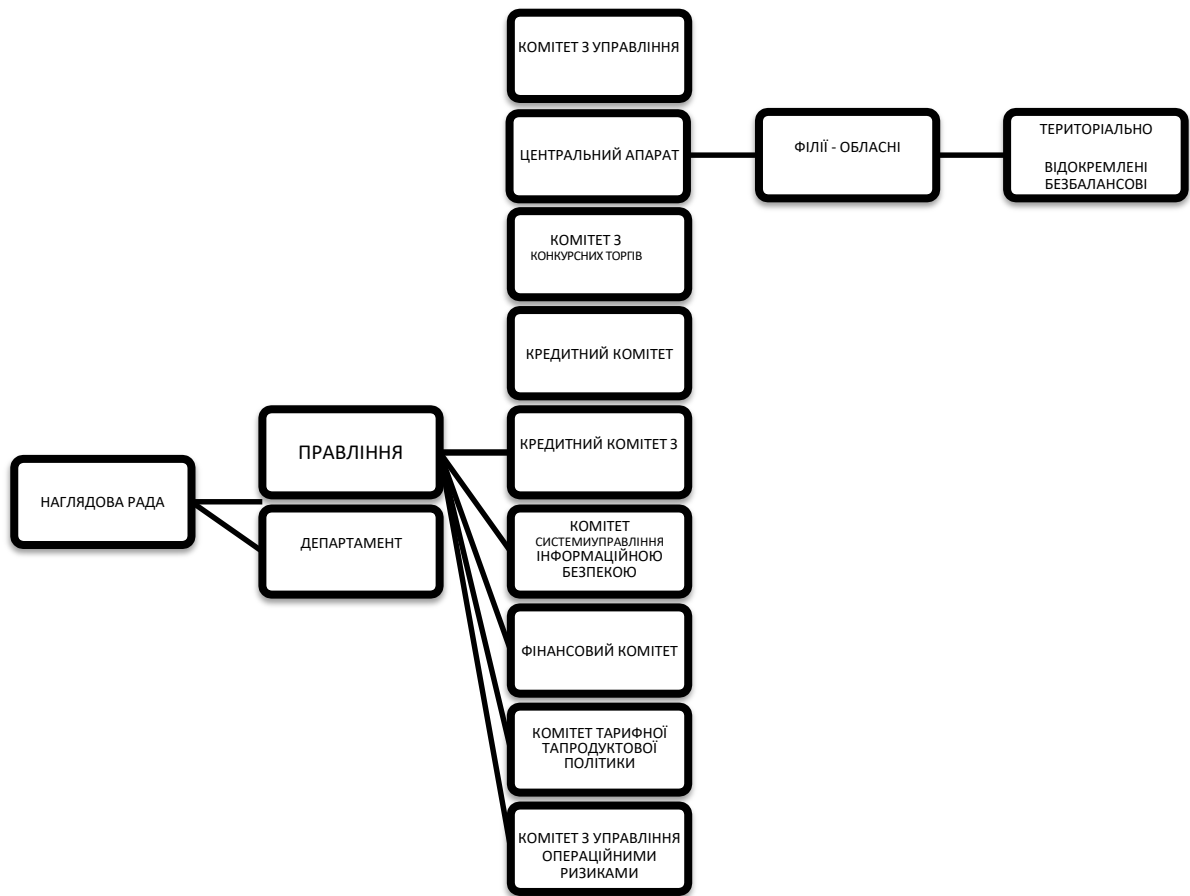 КОМІТЕТ З УПРАВЛІННЯ
ЦЕНТРАЛЬНИЙ АПАРАТ
ФІЛІЇ - ОБЛАСНІ
ТЕРИТОРІАЛЬНО
ВІДОКРЕМЛЕНІ
БЕЗБАЛАНСОВІ
КОМІТЕТ З
КОНКУРСНИХ ТОРГІВ
КРЕДИТНИЙ КОМІТЕТ
ПРАВЛІННЯ
КРЕДИТНИЙ КОМІТЕТ З
НАГЛЯДОВА РАДА
ДЕПАРТАМЕНТ
КОМІТЕТ
СИСТЕМИУПРАВЛІННЯ
ІНФОРМАЦІЙНОЮ
БЕЗПЕКОЮ
ФІНАНСОВИЙ КОМІТЕТ
КОМІТЕТ ТАРИФНОЇ
ТАПРОДУКТОВОЇ
ПОЛІТИКИ
КОМІТЕТ З УПРАВЛІННЯ
ОПЕРАЦІЙНИМИ
РИЗИКАМИ